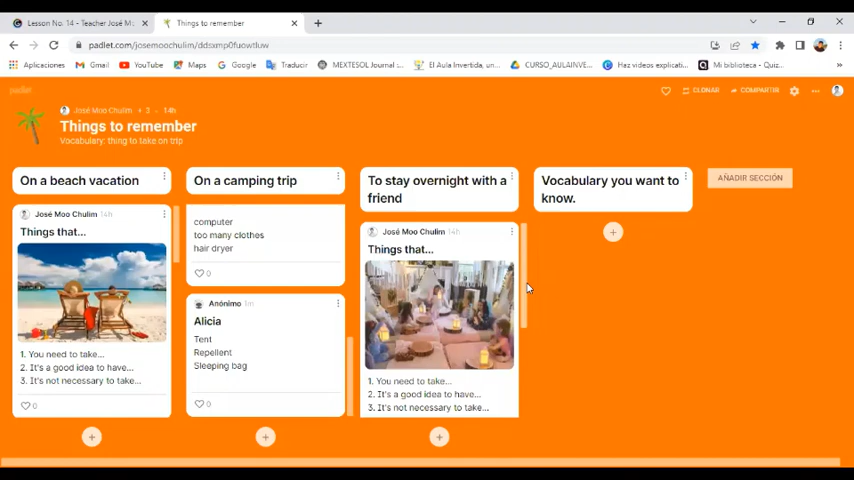 Lesson No. 14 - Teacher José M
Things to remember
padlet.com/josemoochulim/ddsxmp0fuowtluw
Aplicaciones
Gmail
YouTube
Maps
Google
Traducir
MEXTESOL Journal :...
El Aula Invertida, un...
CURSO_AULAINVE...
Haz videos explicati...
Mi biblioteca - Quiz...
padlet
CLONAR
COMPARTIR
José Moo Chulim + 3 - 14h
Things to remember
Vocabulary: thing to take on trip
On a beach vacation
José Moo Chulim 14h
Things that...
1. You need to take...
2. It's a good idea to have...
3. It's not necessary to take...
0
On a camping trip
computer
too many clothes
hair dryer
0
Anónimo 1m
Alicia
Tent
Repellent
Sleeping bag
0
To stay overnight with a
friend
José Moo Chulim 14h
Things that...
1. You need to take...
2. It's a good idea to have...
3. It's not necessary to take...
Vocabulary you want to
know.
AÑADIR SECCIÓN